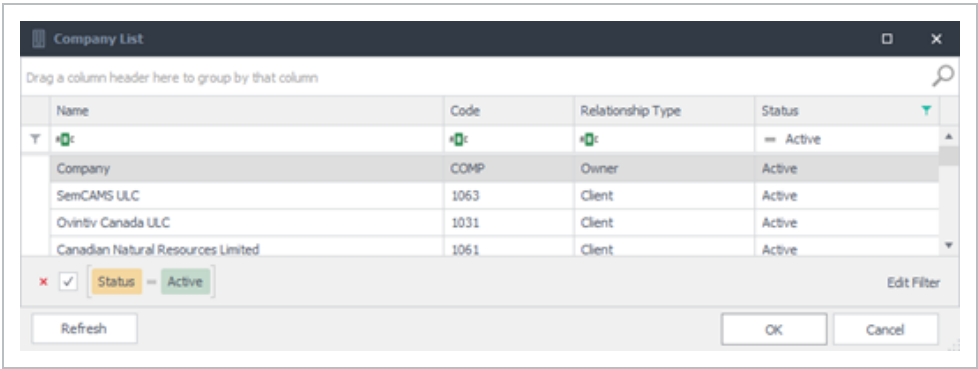 Company List
Drag a column header here to group by that column
Name Code Relationship Type Status
= Active
Company COMP Owner Active
SemCAMS ULC 1063 Client Active
Ovintiv Canada ULC 1031 Client Active
Canadian Natural Resources Limited 1061 Client Active
Status = Active Edit Filter
Refresh OK Cancel